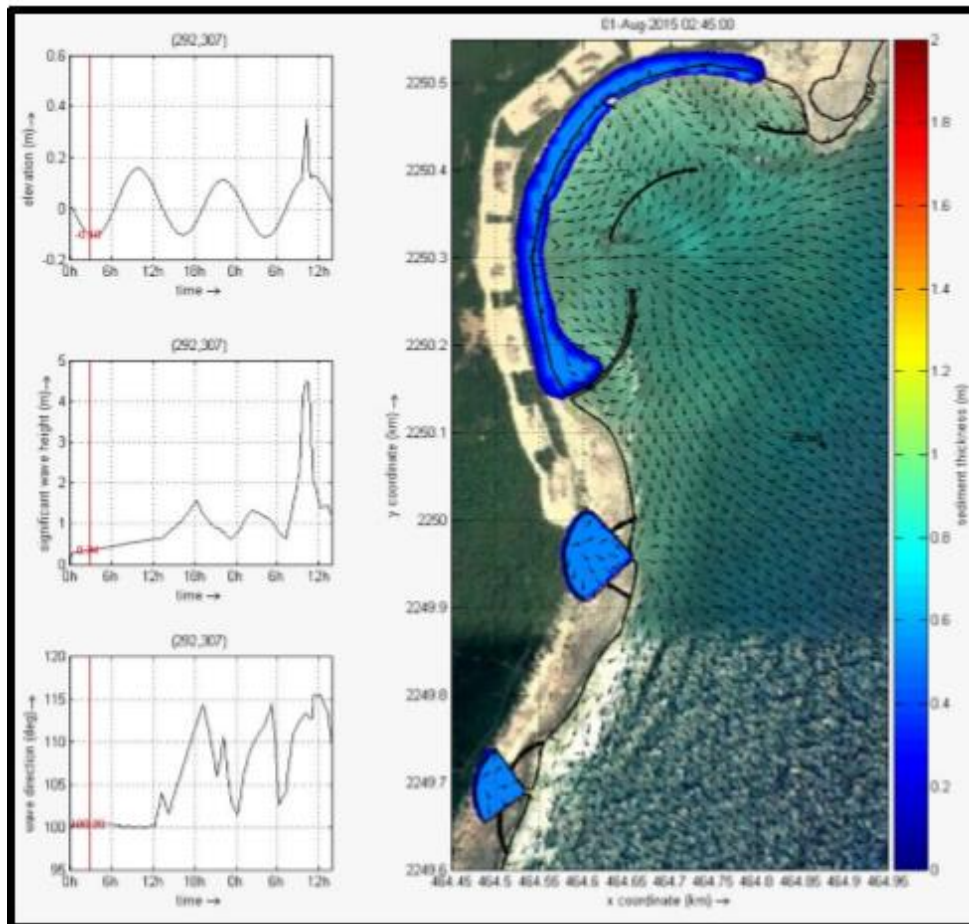 (292,307)
elevation (m)→
0.6
0.4
0.2
0
-0.2
0h 6h 12h 18h 0h 6h 12h
time →
(292,307)
significant wave height (m)→
5
4
3
2
1
0
0h 6h 12h 18h 0h 6h 12h
time →
(292,307)
wave direction (deg)→
120
115
110
105
100
95
0h 6h 12h 18h 0h 6h 12h
time →
01-Aug-2015 02:45:00
y coordinate (km)→
2250.5
2250.4
2250.3
2250.2
2250.1
2250
2249.9
2249.8
2249.7
2249.6
464.45 464.5 464.55 464.6 464.65 464.7 464.75 464.8 464.85 464.9 464.95
x coordinate (km)→
2
1.8
1.6
1.4
1.2
1
0.8
0.6
0.4
0.2
0
sediment thickness (m)